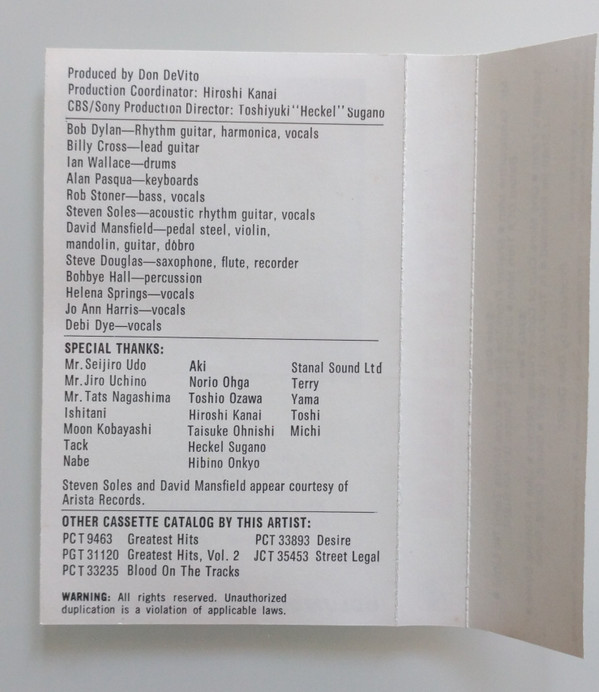 Produced by Don DeVito
Production Coordinator: Hiroshi Kanai
CBS/Sony Production Director: Toshiyuki "Heckel" Sugano
Bob Dylan—Rhythm guitar, harmonica, vocals
Billy Cross—lead guitar
Ian Wallace—drums
Alan Pasqua—keyboards
Rob Stoner—bass, vocals
Steven Soles—acoustic rhythm guitar, vocals
David Mansfield—pedal steel, violin,
mandolin, guitar, dobro
Steve Douglas—saxophone, flute, recorder
Bobbye Hall—percussion
Helena Springs—vocals
Jo Ann Harris—vocals
Debi Dye—vocals
SPECIAL THANKS:
Mr. Seijiro Udo Aki Stanal Sound Ltd
Mr. Jiro Uchino Norio Ohga Terry
Mr. Tats Nagashima Toshio Ozawa Yama
Ishitani Hiroshi Kanai Toshi
Moon Kobayashi Taisuke Ohnishi Michi
Tack Heckel Sugano
Nabe Hibino Onkyo
Steven Soles and David Mansfield appear courtesy of
Arista Records.
OTHER CASSETTE CATALOG BY THIS ARTIST:
PCT 9463 Greatest Hits PCT 33893 Desire
PGT 31120 Greatest Hits, Vol. 2 JCT 35453 Street Legal
PCT 33235 Blood On The Tracks
WARNING: All rights reserved. Unauthorized
duplication is a violation of applicable laws.